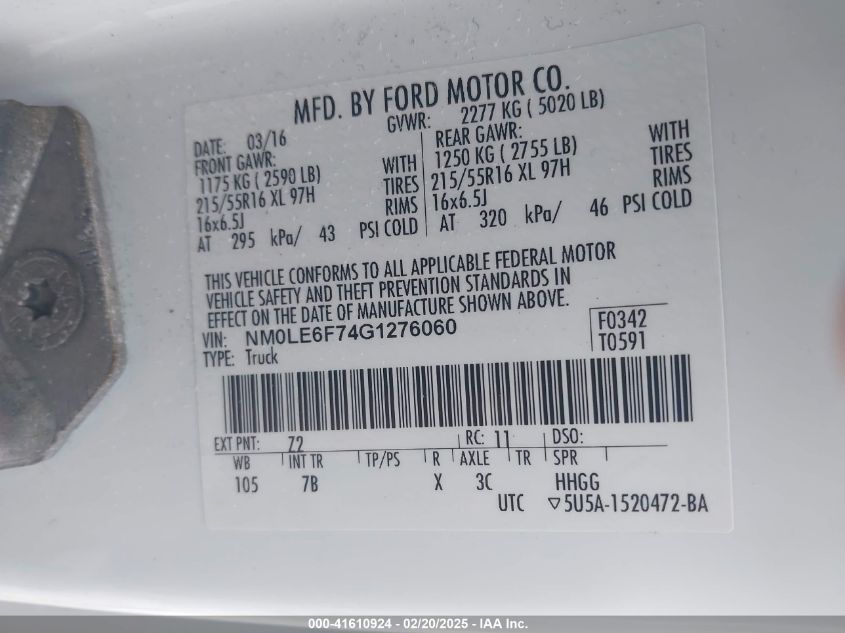 MFD. BY FORD MOTOR CO.
DATE: 03/16 GVWR: 2277 KG ( 5020 LB)
FRONT GAWR: REAR GAWR:
1175 KG ( 2590 LB) WITH 1250 KG ( 2755 LB) WITH
215/55R16 XL 97H TIRES 215/55R16 XL 97H TIRES
16x6.5J RIMS 16x6.5J RIMS
AT 295 kPa/ 43 PSI COLD AT 320 kPa/ 46 PSI COLD
THIS VEHICLE CONFORMS TO ALL APPLICABLE FEDERAL MOTOR
VEHICLE SAFETY AND THEFT PREVENTION STANDARDS IN
EFFECT ON THE DATE OF MANUFACTURE SHOWN ABOVE.
VIN: NM0LE6F74G1276060 F0342
TYPE: Truck T0591
EXT PNT: Z2 RC: 11 DSO:
WB INT TR TP/PS R AXLE TR SPR
105 7B X 3C HHGG
UTC ▽5U5A-1520472-BA
000-41610924 - 02/20/2025 - IAA Inc.